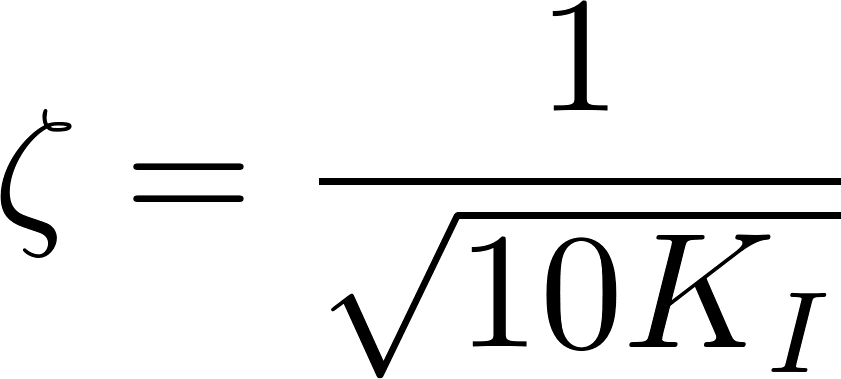 ζ = 1 / √(10K_I)